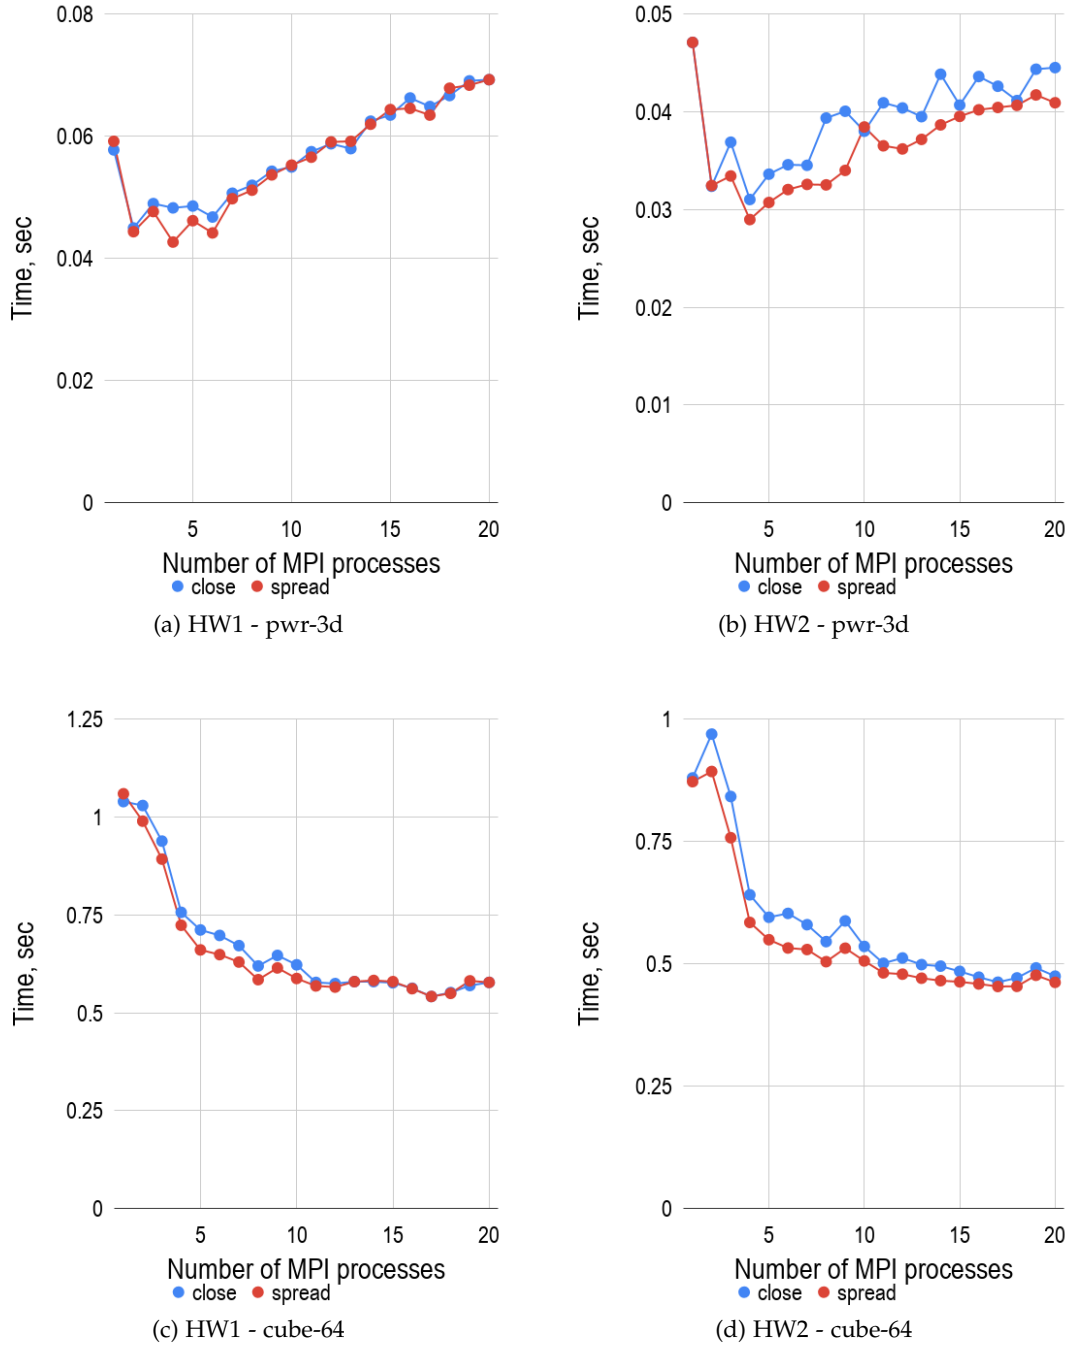 0.08
0.06
0.04
0.02
0
Time, sec
5 10 15 20
Number of MPI processes
close spread
(a) HW1 - pwr-3d
0.05
0.04
0.03
0.02
0.01
0
Time, sec
5 10 15 20
Number of MPI processes
close spread
(b) HW2 - pwr-3d
1.25
1
0.75
0.5
0.25
0
Time, sec
5 10 15 20
Number of MPI processes
close spread
(c) HW1 - cube-64
1
0.75
0.5
0.25
0
Time, sec
5 10 15 20
Number of MPI processes
close spread
(d) HW2 - cube-64